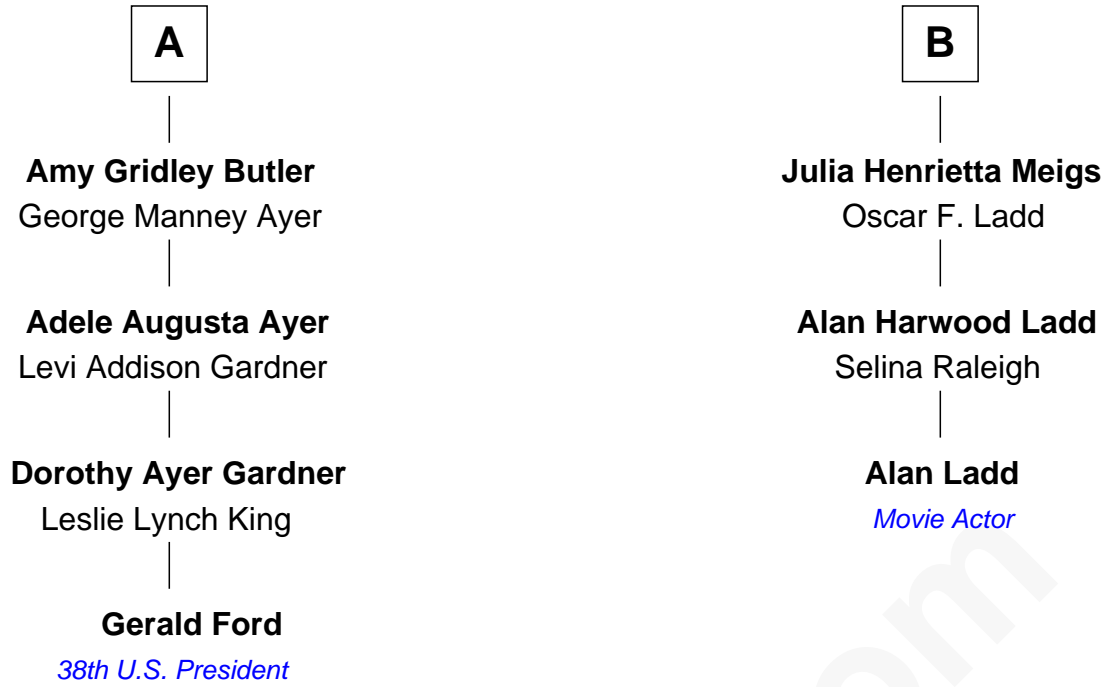 A
Amy Gridley Butler
George Manney Ayer
Adele Augusta Ayer
Levi Addison Gardner
Dorothy Ayer Gardner
Leslie Lynch King
Gerald Ford
38th U.S. President
B
Julia Henrietta Meigs
Oscar F. Ladd
Alan Harwood Ladd
Selina Raleigh
Alan Ladd
Movie Actor
om